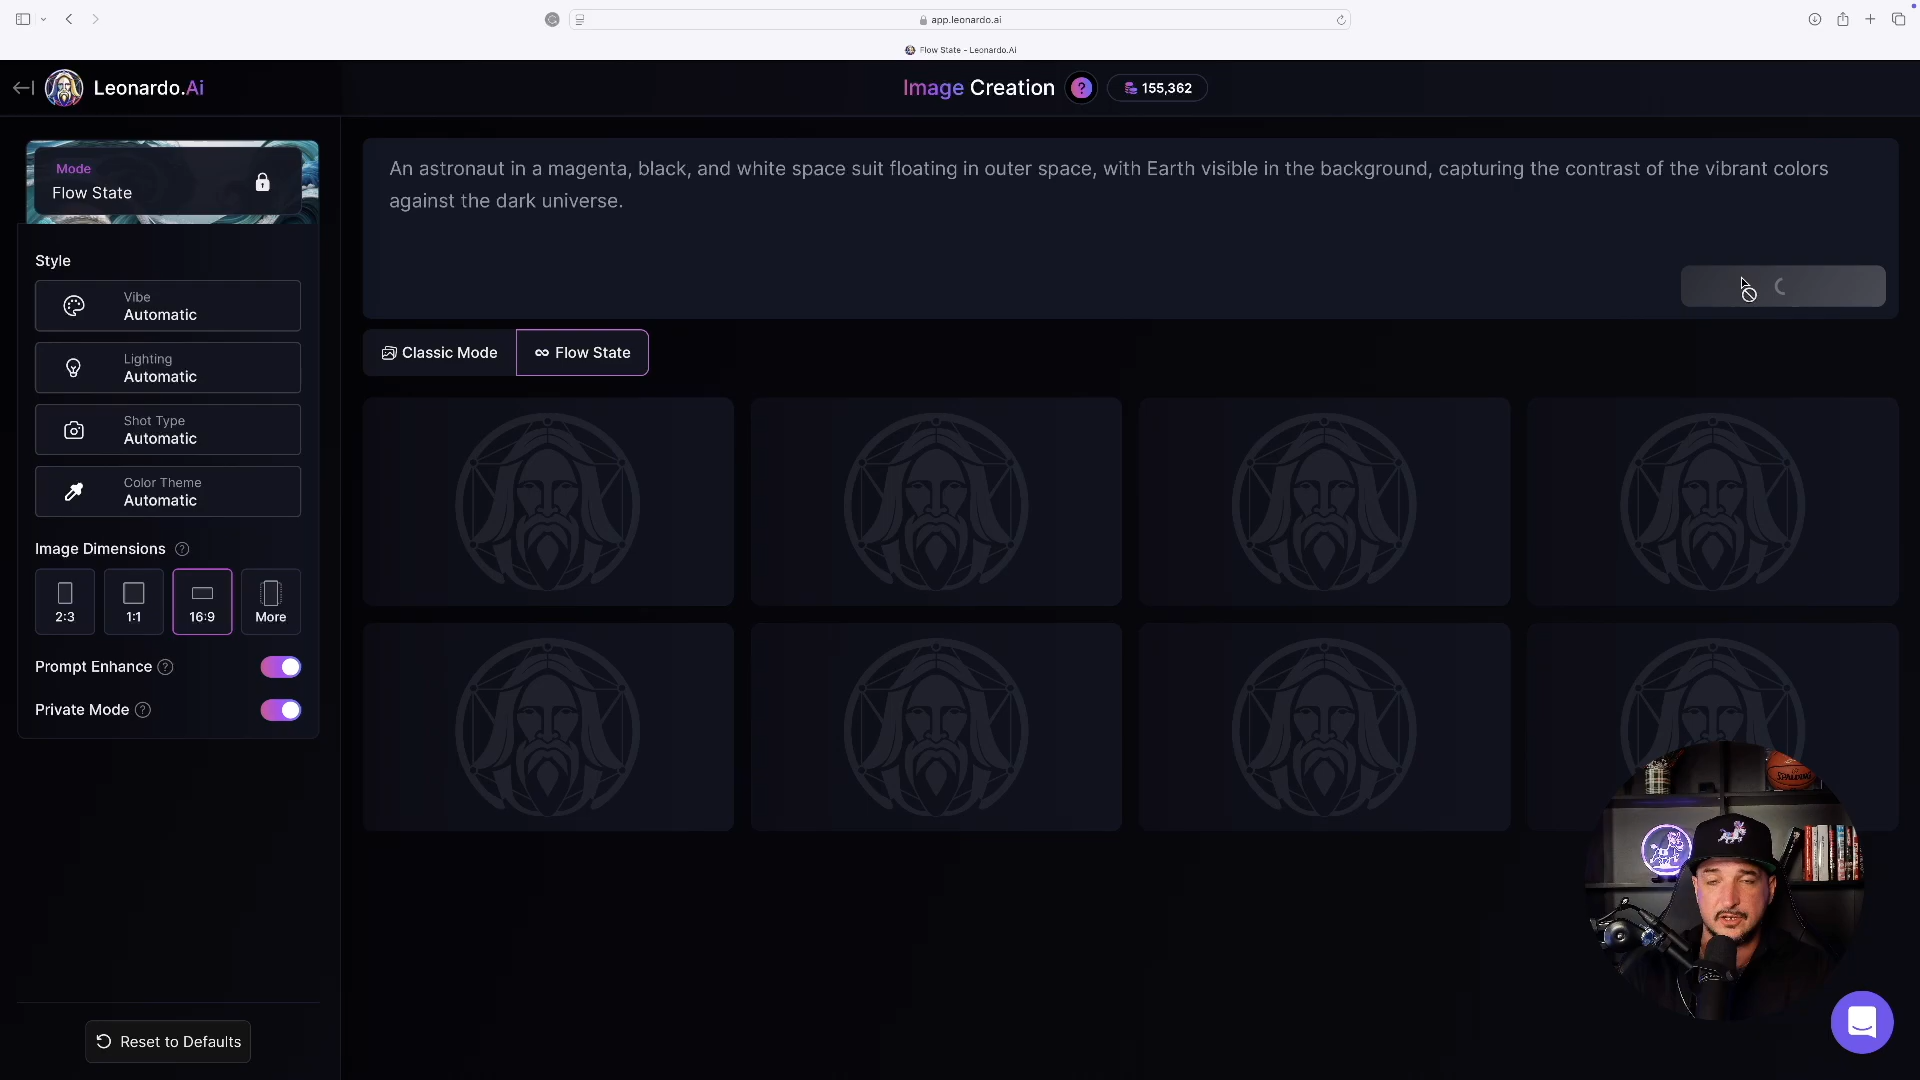 app.leonardo.ai
Flow State - Leonardo.Ai
Leonardo.Ai
Image Creation
?
155,362
Mode
Flow State
An astronaut in a magenta, black, and white space suit floating in outer space, with Earth visible in the background, capturing the contrast of the vibrant colors
against the dark universe.
Style
Vibe
Automatic
Lighting
Automatic
Shot Type
Automatic
Color Theme
Automatic
Classic Mode
Flow State
Image Dimensions ?
2:3
1:1
16:9
More
Prompt Enhance ?
Private Mode ?
SPALDING
Reset to Defaults